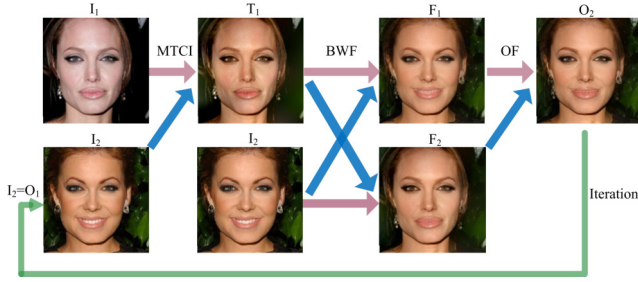 I₁ T₁ F₁ O₂
MTCI BWF OF
I₂ I₂ F₂
I₂=O₁
Iteration